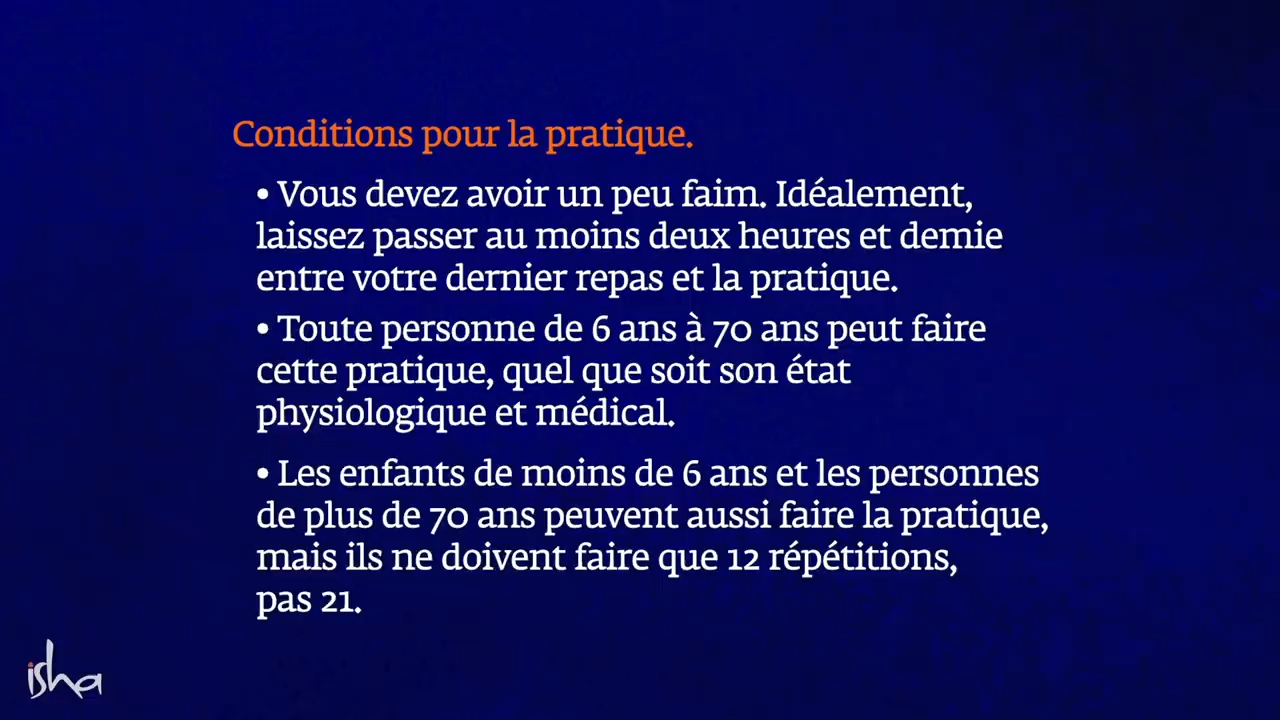 Conditions pour la pratique.
• Vous devez avoir un peu faim. Idéalement,
laissez passer au moins deux heures et demie
entre votre dernier repas et la pratique.
• Toute personne de 6 ans à 70 ans peut faire
cette pratique, quel que soit son état
physiologique et médical.
• Les enfants de moins de 6 ans et les personnes
de plus de 70 ans peuvent aussi faire la pratique,
mais ils ne doivent faire que 12 répétitions,
pas 21.
isha